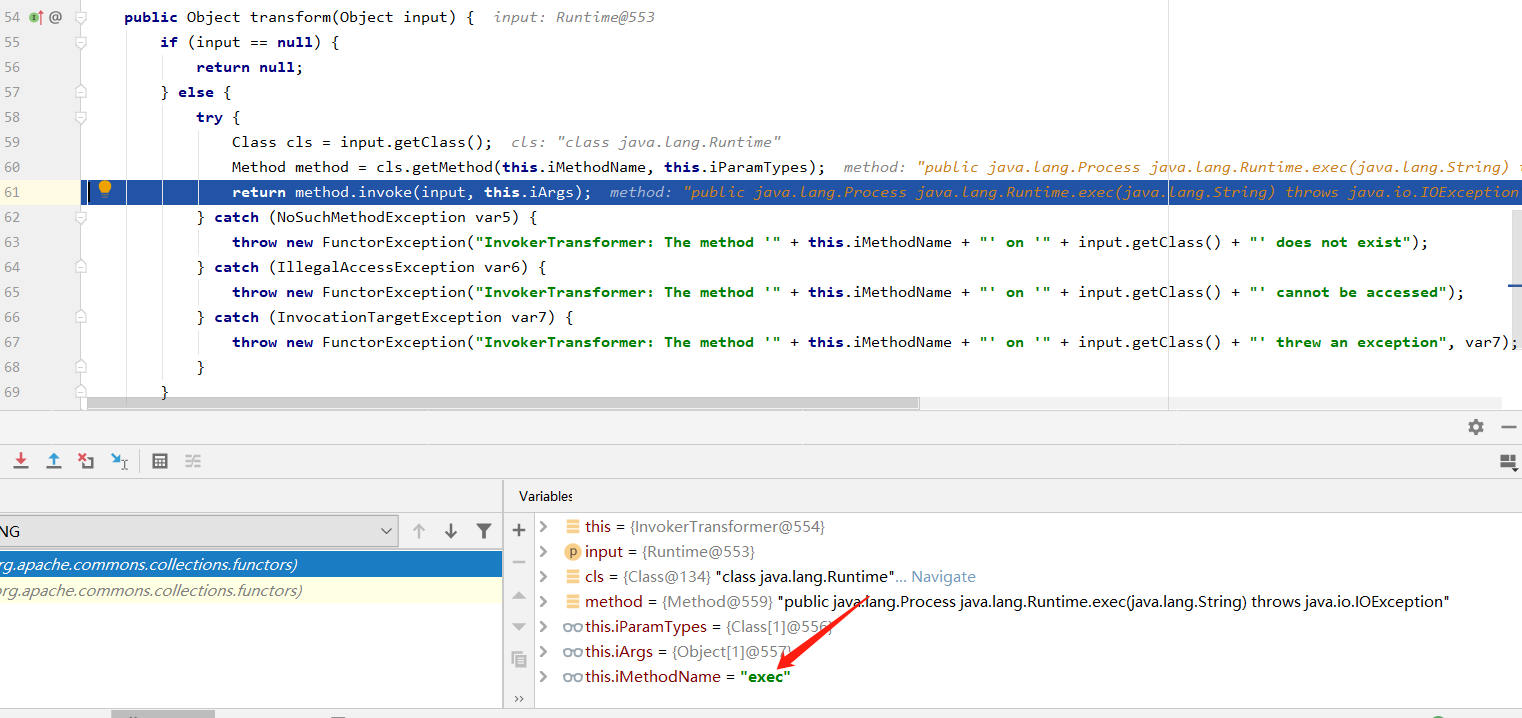 54 public Object transform(Object input) { input: Runtime@553
55 if (input == null) {
56 return null;
57 } else {
58 try {
59 Class cls = input.getClass(); cls: "class java.lang.Runtime"
60 Method method = cls.getMethod(this.iMethodName, this.iParamTypes); method: "public java.lang.Process java.lang.Runtime.exec(java.lang.String)
61 return method.invoke(input, this.iArgs); method: "public java.lang.Process java.lang.Runtime.exec(java.lang.String) throws java.io.IOException
62 } catch (NoSuchMethodException var5) {
63 throw new FunctorException("InvokerTransformer: The method '" + this.iMethodName + "' on '" + input.getClass() + "' does not exist");
64 } catch (IllegalAccessException var6) {
65 throw new FunctorException("InvokerTransformer: The method '" + this.iMethodName + "' on '" + input.getClass() + "' cannot be accessed");
66 } catch (InvocationTargetException var7) {
67 throw new FunctorException("InvokerTransformer: The method '" + this.iMethodName + "' on '" + input.getClass() + "' threw an exception", var7);
68 }
69 }
Variables
NG
rg.apache.commons.collections.functors)
org.apache.commons.collections.functors)
this = {InvokerTransformer@554}
input = {Runtime@553}
cls = {Class@134} "class java.lang.Runtime"... Navigate
method = {Method@559} "public java.lang.Process java.lang.Runtime.exec(java.lang.String) throws java.io.IOException"
this.iParamTypes = {Class[1]@556}
this.iArgs = {Object[1]@557}
this.iMethodName = "exec"